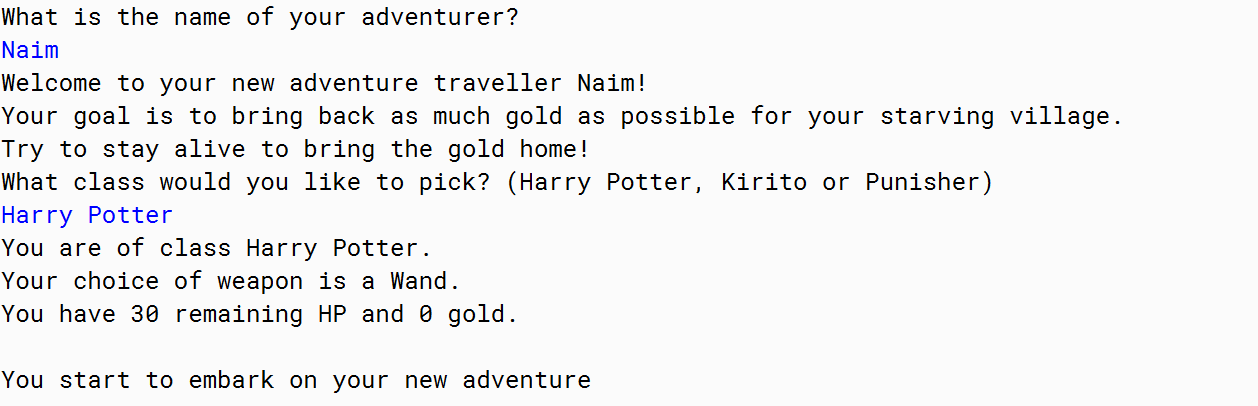 What is the name of your adventurer?
Naim
Welcome to your new adventure traveller Naim!
Your goal is to bring back as much gold as possible for your starving village.
Try to stay alive to bring the gold home!
What class would you like to pick? (Harry Potter, Kirito or Punisher)
Harry Potter
You are of class Harry Potter.
Your choice of weapon is a Wand.
You have 30 remaining HP and 0 gold.
You start to embark on your new adventure